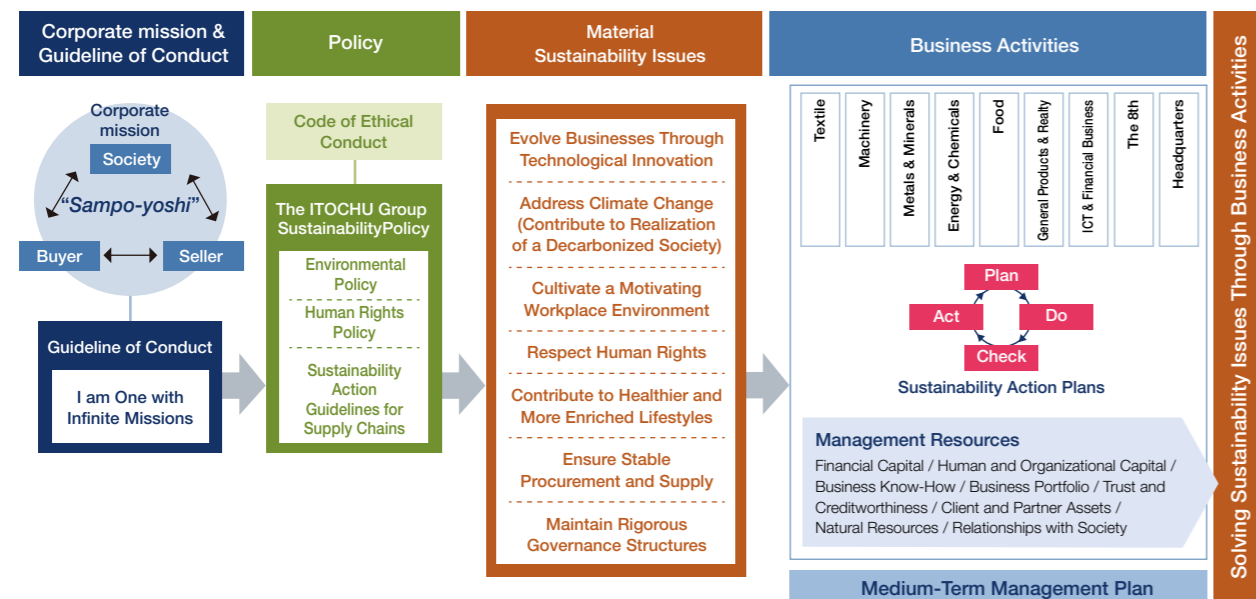 Corporate mission &
Guideline of Conduct
Policy
Material
Sustainability Issues
Business Activities
Corporate
mission
Society
“Sampo-yoshi”
Buyer
Seller
Guideline of Conduct
I am One with
Infinite Missions
Code of Ethical
Conduct
The ITOCHU Group
SustainabilityPolicy
Environmental
Policy
Human Rights
Policy
Sustainability
Action
Guidelines for
Supply Chains
Evolve Businesses Through
Technological Innovation
Address Climate Change
(Contribute to Realization
of a Decarbonized Society)
Cultivate a Motivating
Workplace Environment
Respect Human Rights
Contribute to Healthier and
More Enriched Lifestyles
Ensure Stable
Procurement and Supply
Maintain Rigorous
Governance Structures
Textile
Machinery
Metals & Minerals
Energy & Chemicals
Food
General Products & Realty
ICT & Financial Business
The 8th
Headquarters
Plan
Act
Do
Check
Sustainability Action Plans
Management Resources
Financial Capital / Human and Organizational Capital /
Business Know-How / Business Portfolio / Trust and
Creditworthiness / Client and Partner Assets /
Natural Resources / Relationships with Society
Medium-Term Management Plan
Solving Sustainability Issues Through Business Activities